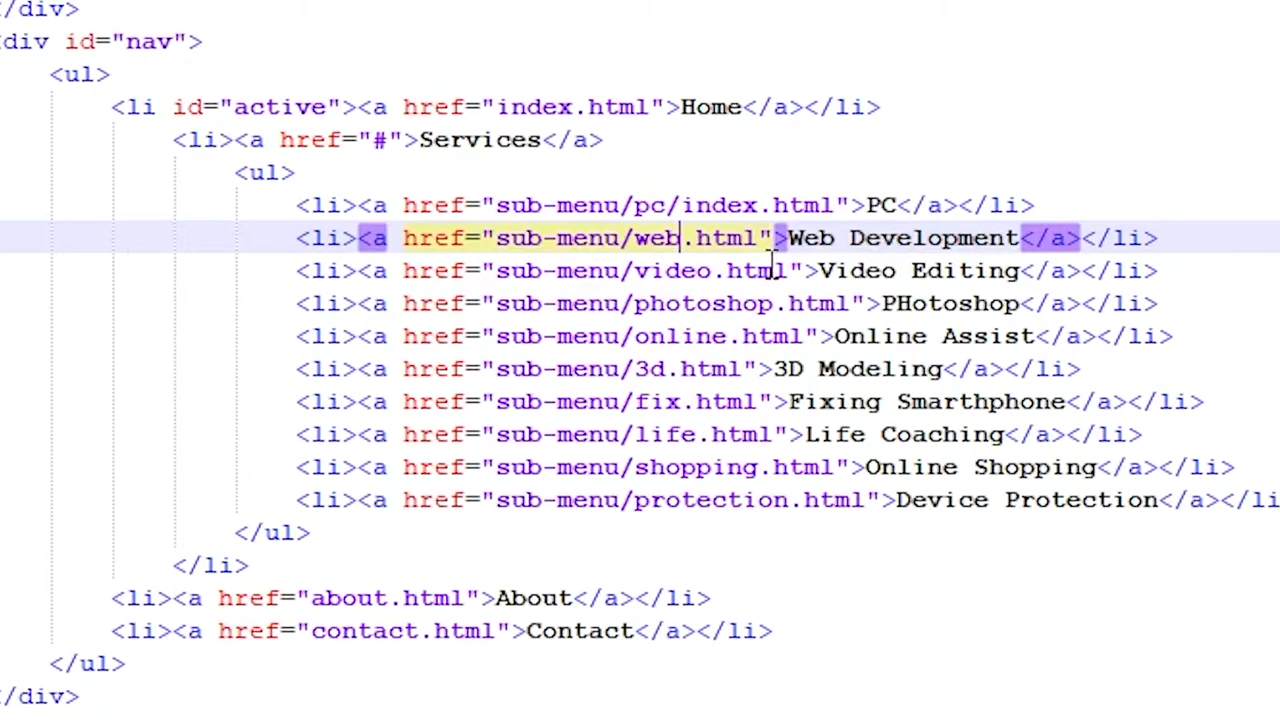 /div>
div id="nav">
<ul>
<li id="active"><a href="index.html">Home</a></li>
<li><a href="#">Services</a>
<ul>
<li><a href="sub-menu/pc/index.html">PC</a></li>
<li><a href="sub-menu/web.html">Web Development</a></li>
<li><a href="sub-menu/video.html">Video Editing</a></li>
<li><a href="sub-menu/photoshop.html">PHotoshop</a></li>
<li><a href="sub-menu/online.html">Online Assist</a></li>
<li><a href="sub-menu/3d.html">3D Modeling</a></li>
<li><a href="sub-menu/fix.html">Fixing Smarthphone</a></li>
<li><a href="sub-menu/life.html">Life Coaching</a></li>
<li><a href="sub-menu/shopping.html">Online Shopping</a></li>
<li><a href="sub-menu/protection.html">Device Protection</a></li
</ul>
</li>
<li><a href="about.html">About</a></li>
<li><a href="contact.html">Contact</a></li>
</ul>
/div>